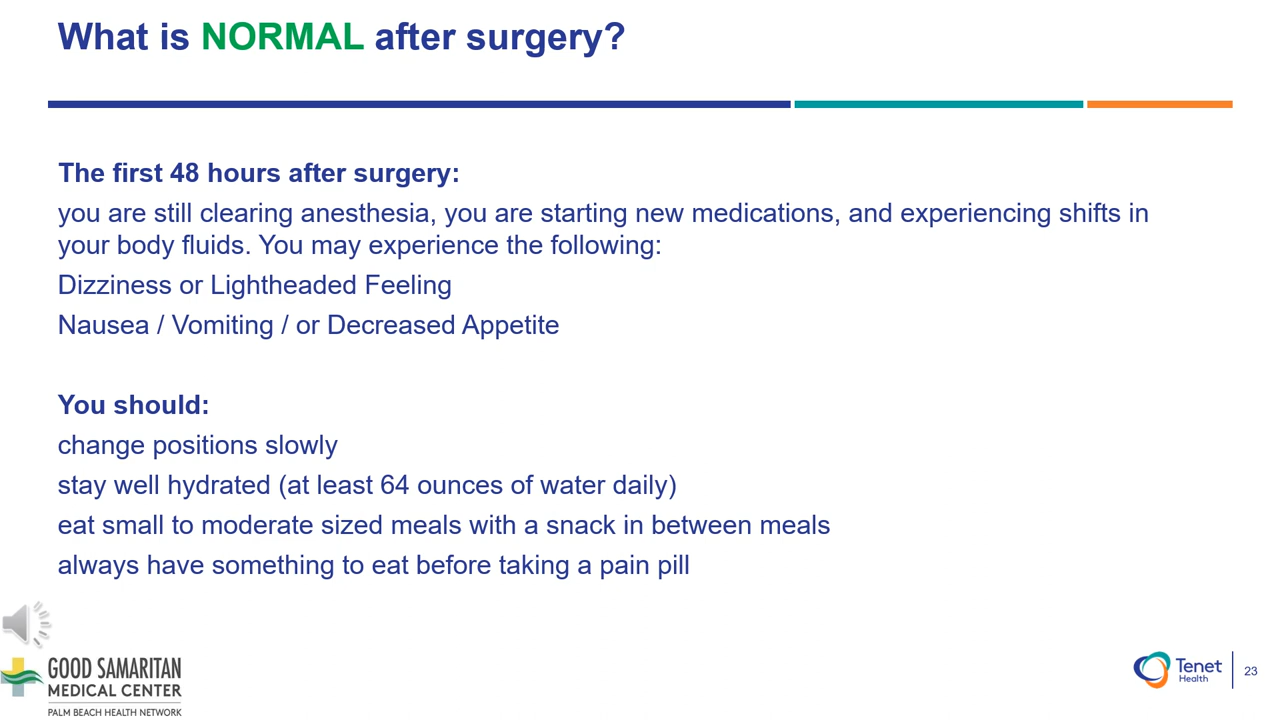 What is NORMAL after surgery?
The first 48 hours after surgery:
you are still clearing anesthesia, you are starting new medications, and experiencing shifts in
your body fluids. You may experience the following:
Dizziness or Lightheaded Feeling
Nausea / Vomiting / or Decreased Appetite
You should:
change positions slowly
stay well hydrated (at least 64 ounces of water daily)
eat small to moderate sized meals with a snack in between meals
always have something to eat before taking a pain pill
GOOD SAMARITAN
MEDICAL CENTER
PALM BEACH HEALTH NETWORK
Tenet
Health
23